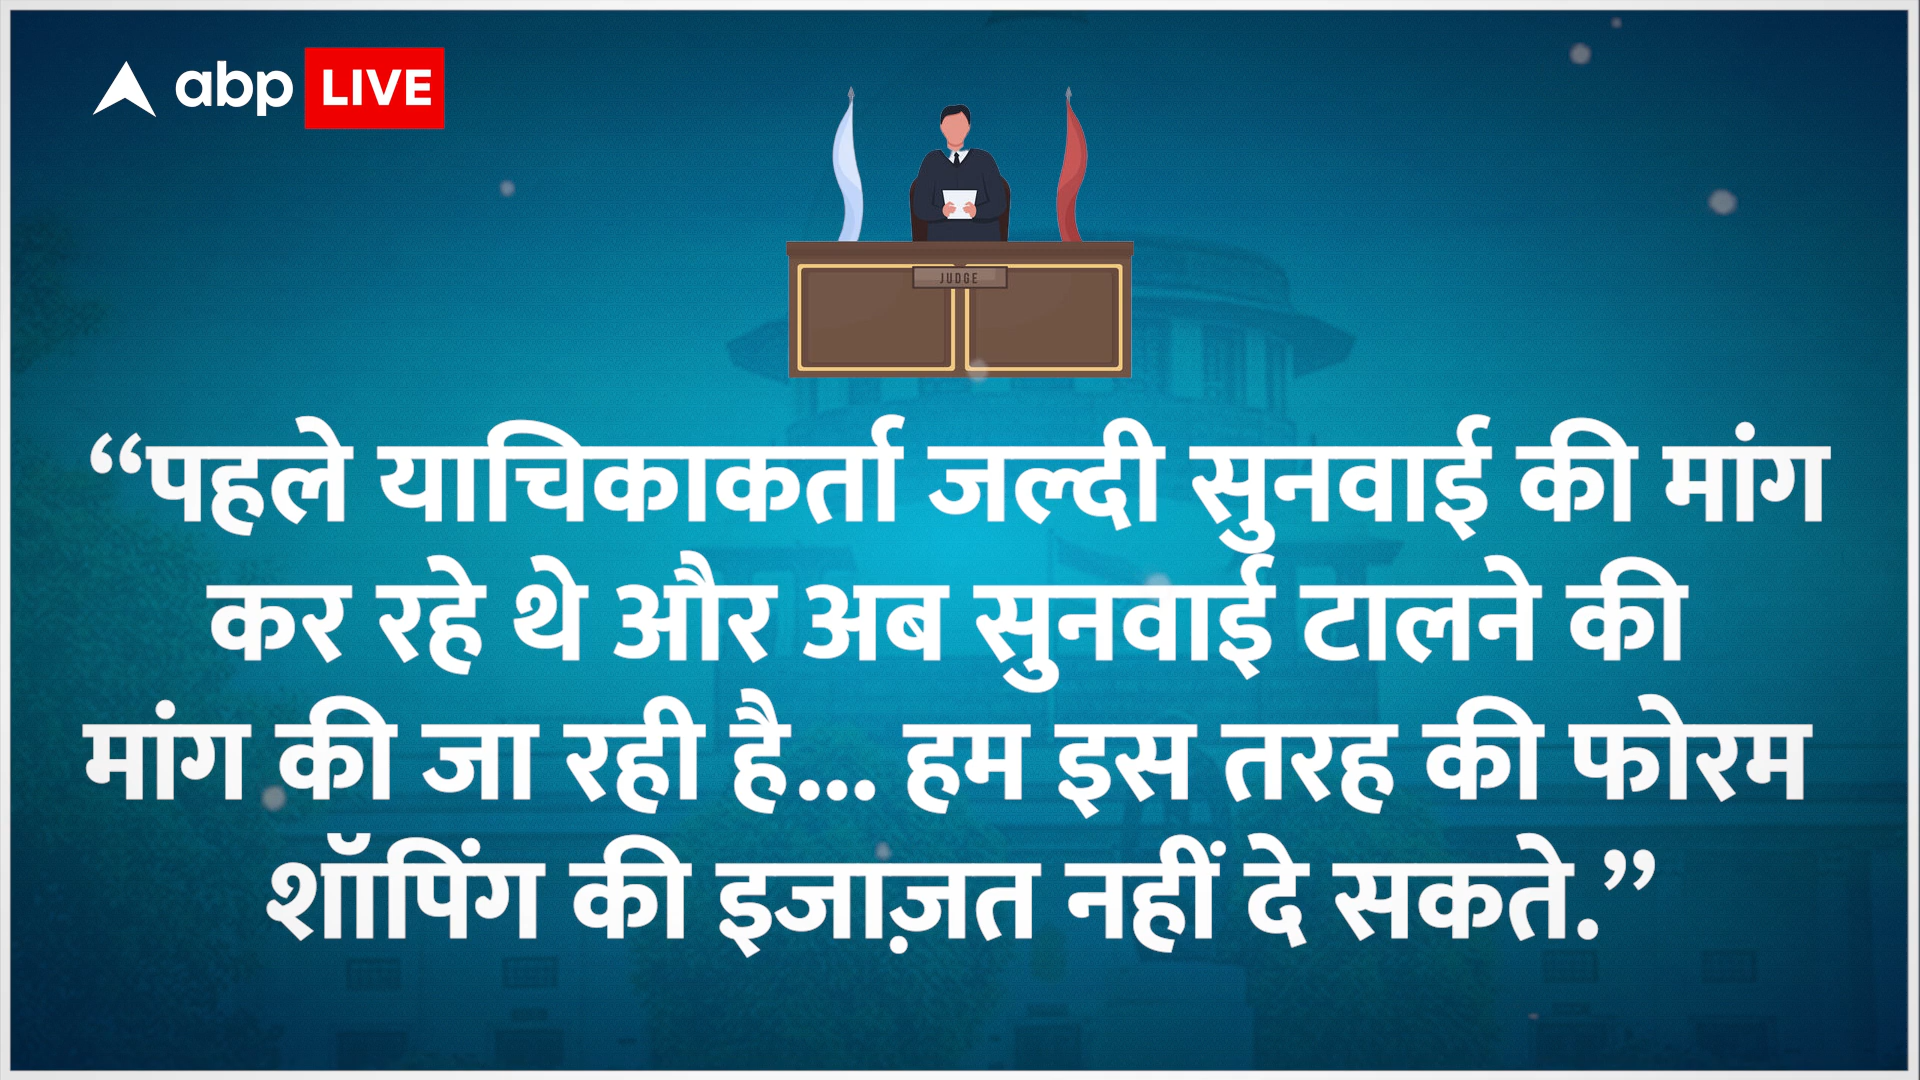 abp LIVE
JUDGE
“पहले याचिकाकर्ता जल्दी सुनवाई की मांग
कर रहे थे और अब सुनवाई टालने की
मांग की जा रही है... हम इस तरह की फोरम
शॉपिंग की इजाज़त नहीं दे सकते.”